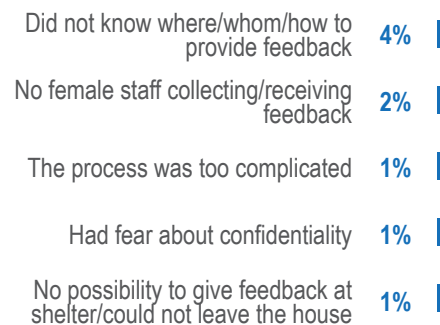 Did not know where/whom/how to
provide feedback 4%
No female staff collecting/receiving
feedback 2%
The process was too complicated 1%
Had fear about confidentiality 1%
No possibility to give feedback at
shelter/could not leave the house 1%